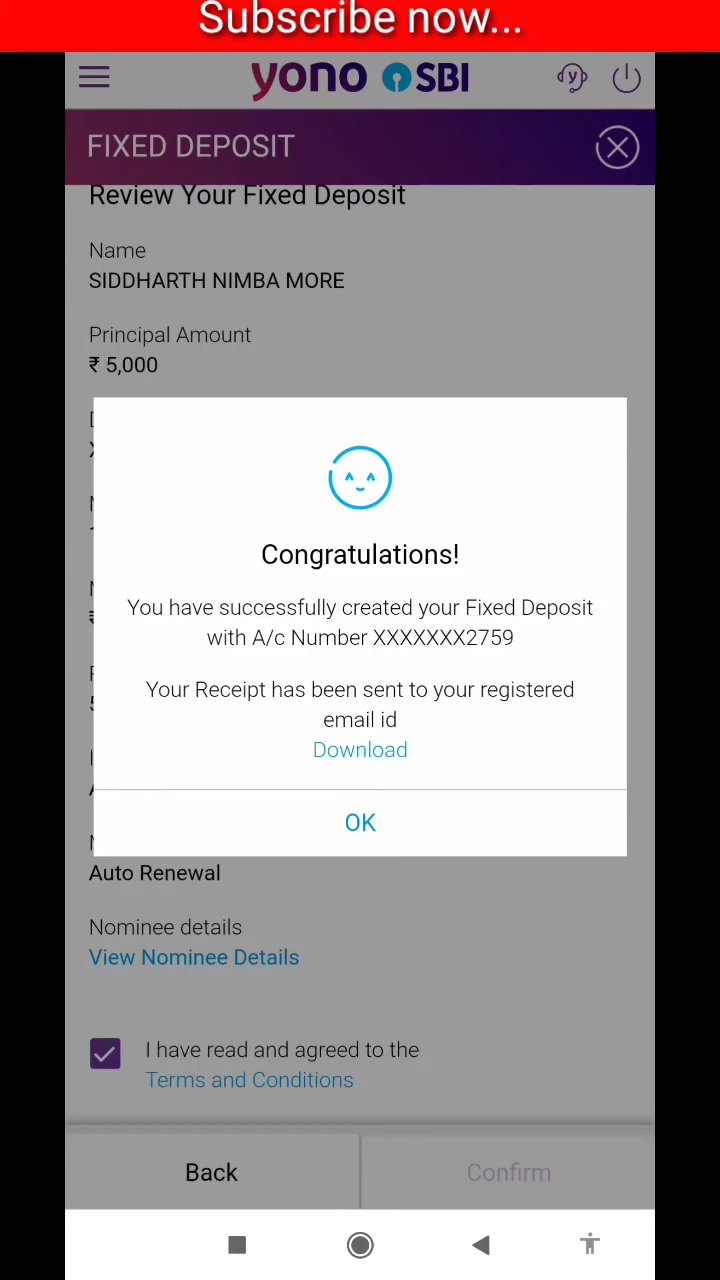 Subscribe now...
yono SBI
FIXED DEPOSIT
Review Your Fixed Deposit
Name
SIDDHARTH NIMBA MORE
Principal Amount
₹ 5,000
Congratulations!
You have successfully created your Fixed Deposit
with A/c Number XXXXXXX2759
Your Receipt has been sent to your registered
email id
Download
OK
Auto Renewal
Nominee details
View Nominee Details
I have read and agreed to the
Terms and Conditions
Back
Confirm